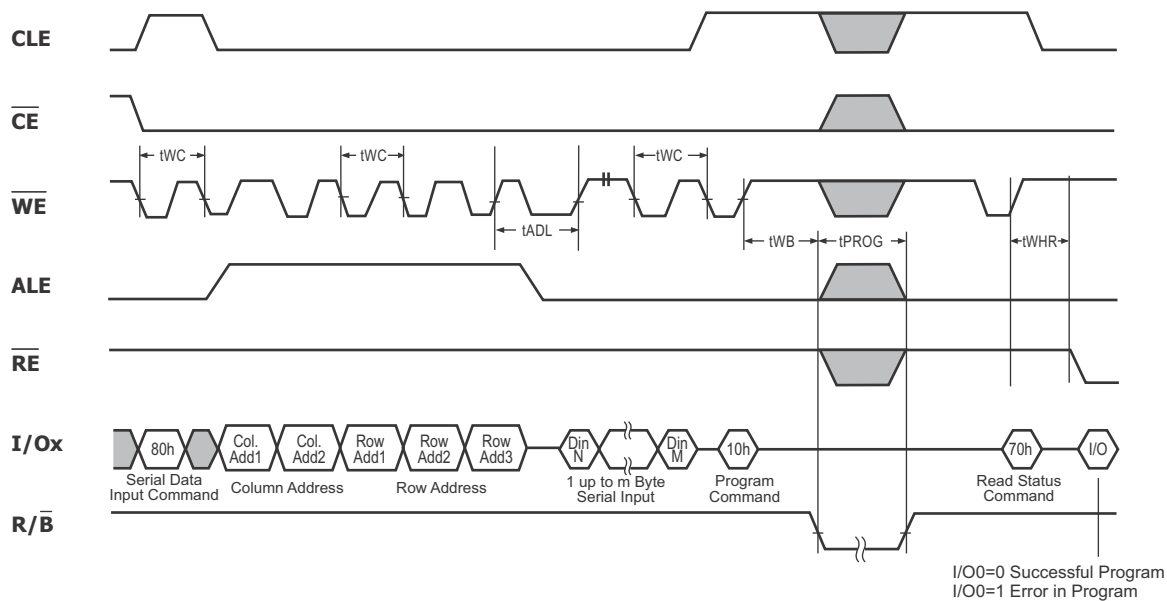 CLE
CE
tWC
tWC
tWC
WE
tADL
tWB
tPROG
tWHR
ALE
RE
I/Ox
80h
Col.
Add1
Col.
Add2
Row
Add1
Row
Add2
Row
Add3
Din
N
Din
M
10h
70h
I/O
Serial Data
Input Command
Column Address
Row Address
1 up to m Byte
Serial Input
Program
Command
Read Status
Command
R/B
I/O0=0 Successful Program
I/O0=1 Error in Program